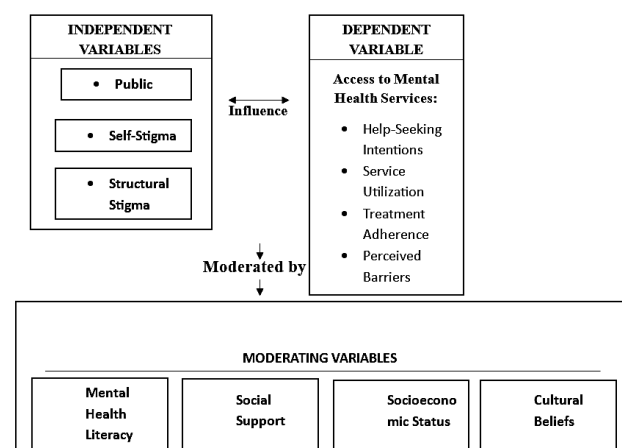 INDEPENDENT
VARIABLES
• Public
• Self-Stigma
• Structural
Stigma
Influence
DEPENDENT
VARIABLE
Access to Mental
Health Services:
• Help-Seeking
Intentions
• Service
Utilization
• Treatment
Adherence
• Perceived
Barriers
Moderated by
MODERATING VARIABLES
Mental
Health
Literacy
Social
Support
Socioecono
mic Status
Cultural
Beliefs